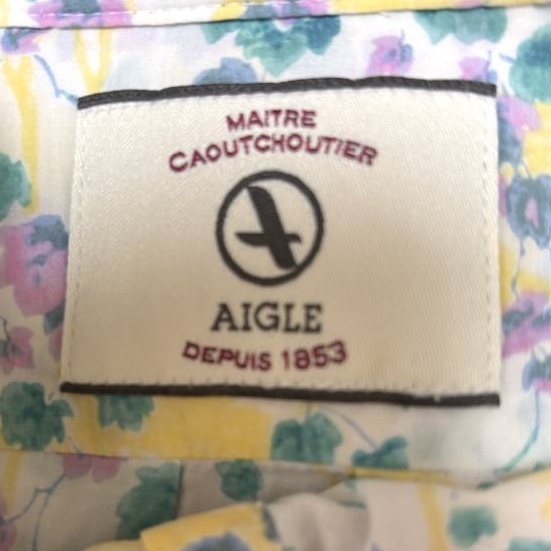 MAITRE
CAOUTCHOUTIER
AIGLE
DEPUIS 1853